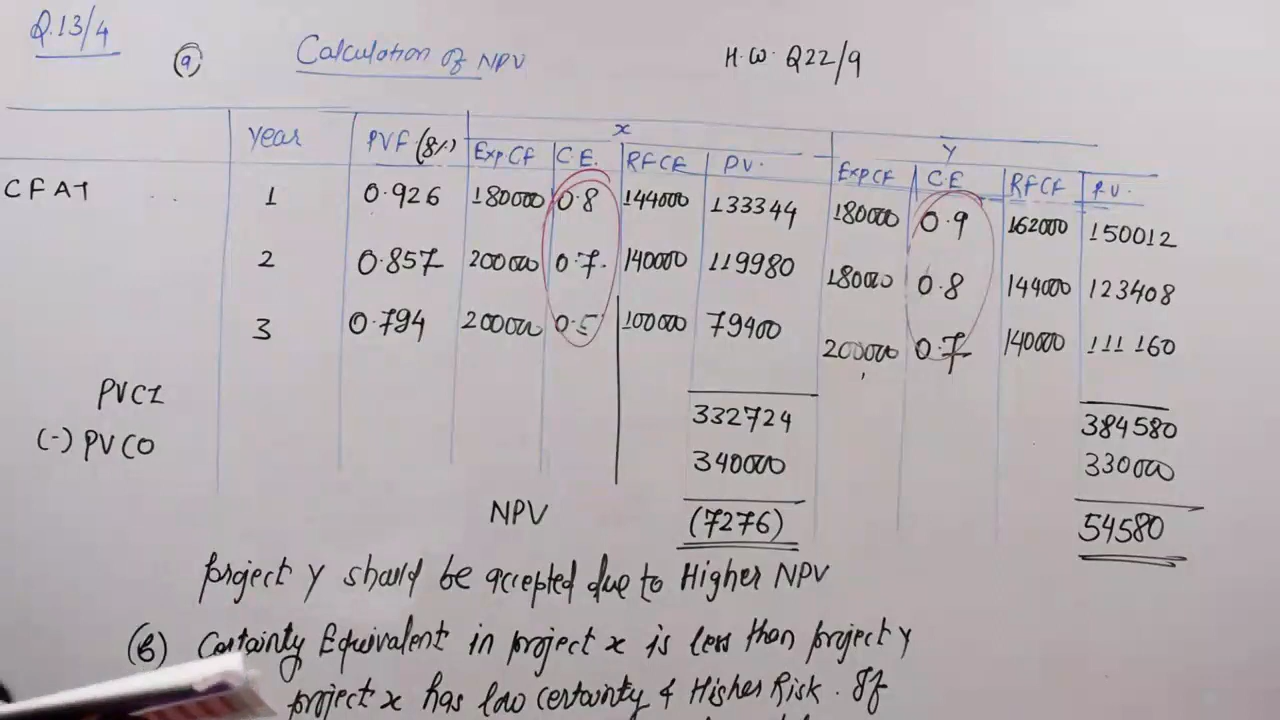 Q.13/4
(a) Calculation of NPV H.W. Q22/9
x y
Year PVF (8%) Exp CF C.E. RFCF PV. Exp CF C.E RFCF P.V.
CFAT 1 0.926 180000 0.8 144000 133344 180000 0.9 162000 150012
2 0.857 200000 0.7 140000 119980 180000 0.8 144000 123408
3 0.794 200000 0.5 100000 79400 200000 0.7 140000 111160
PVCI 332724 384580
(-) PVCO 340000 330000
NPV (7276) 54580
project y should be accepted due to Higher NPV
(b) Certainty Equivalent in project x is less than project y
project x has low certainty & Higher Risk. If